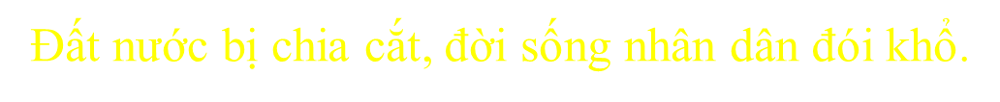 Đất nước bị chia cắt, đời sống nhân dân đói khổ.